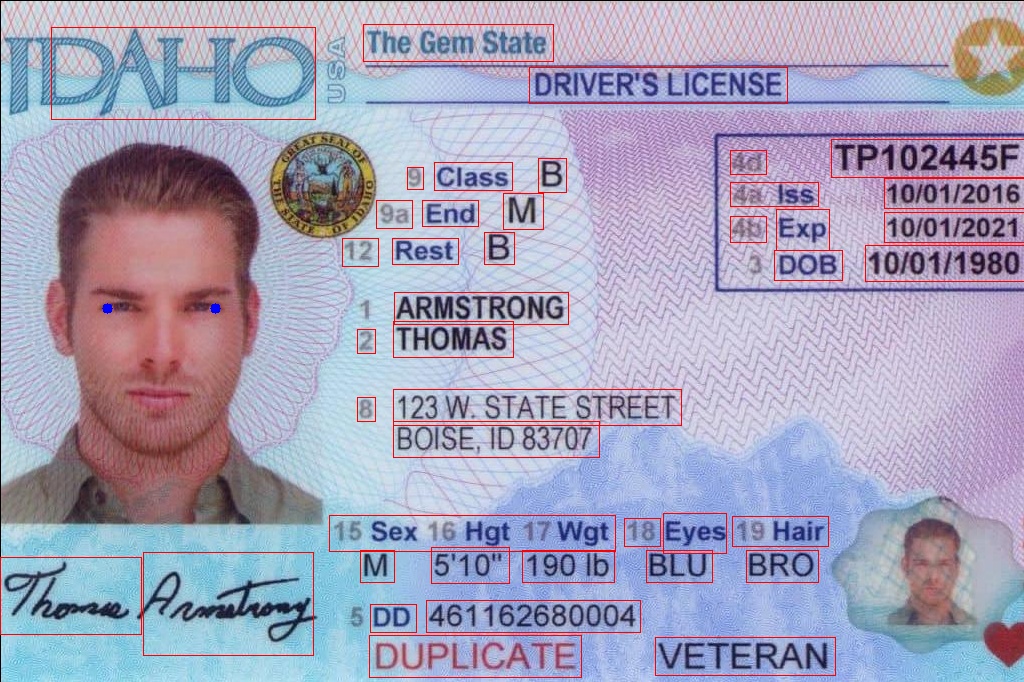 IDAHO USA The Gem State
DRIVER'S LICENSE
GREAT SEAL OF THE STATE OF IDAHO
4d TP102445F
9 Class B
4a Iss 10/01/2016
9a End M
4b Exp 10/01/2021
12 Rest B
3 DOB 10/01/1980
1 ARMSTRONG
2 THOMAS
8 123 W. STATE STREET
BOISE, ID 83707
15 Sex 16 Hgt 17 Wgt 18 Eyes 19 Hair
M 5'10" 190 lb BLU BRO
Thomas Armstrong
5 DD 461162680004
DUPLICATE VETERAN